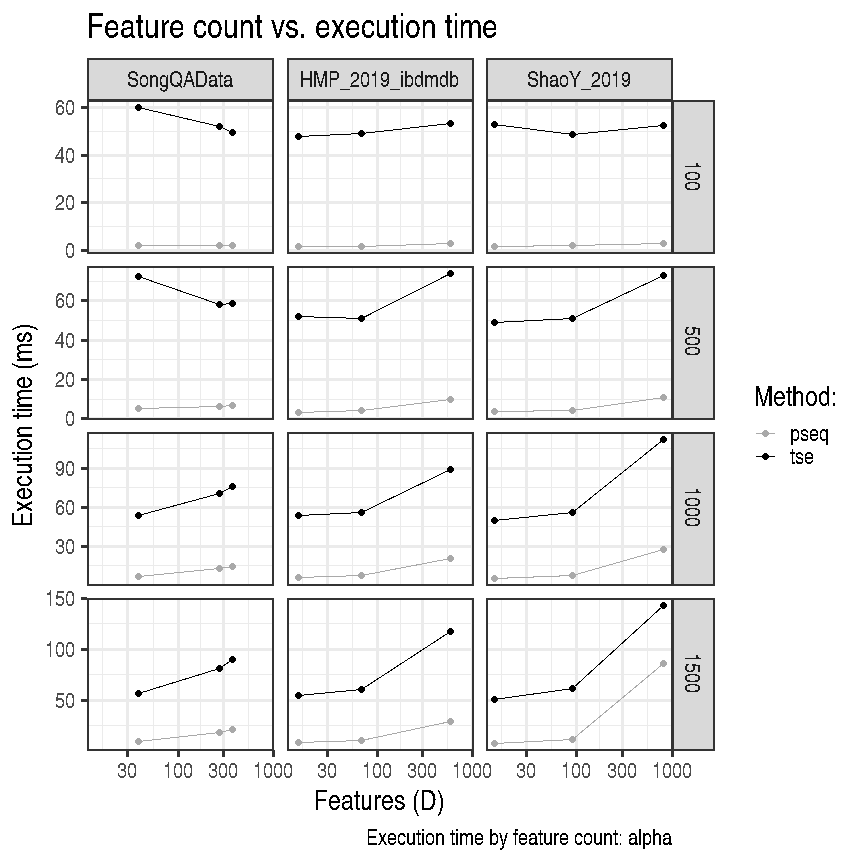 Feature count vs. execution time
SongQAData
HMP_2019_ibdmdb
ShaoY_2019
60
40
20
0
100
60
40
20
0
500
90
60
30
1000
150
100
50
1500
30 100 300 1000
30 100 300 1000
30 100 300 1000
Execution time (ms)
Features (D)
Method:
pseq
tse
Execution time by feature count: alpha